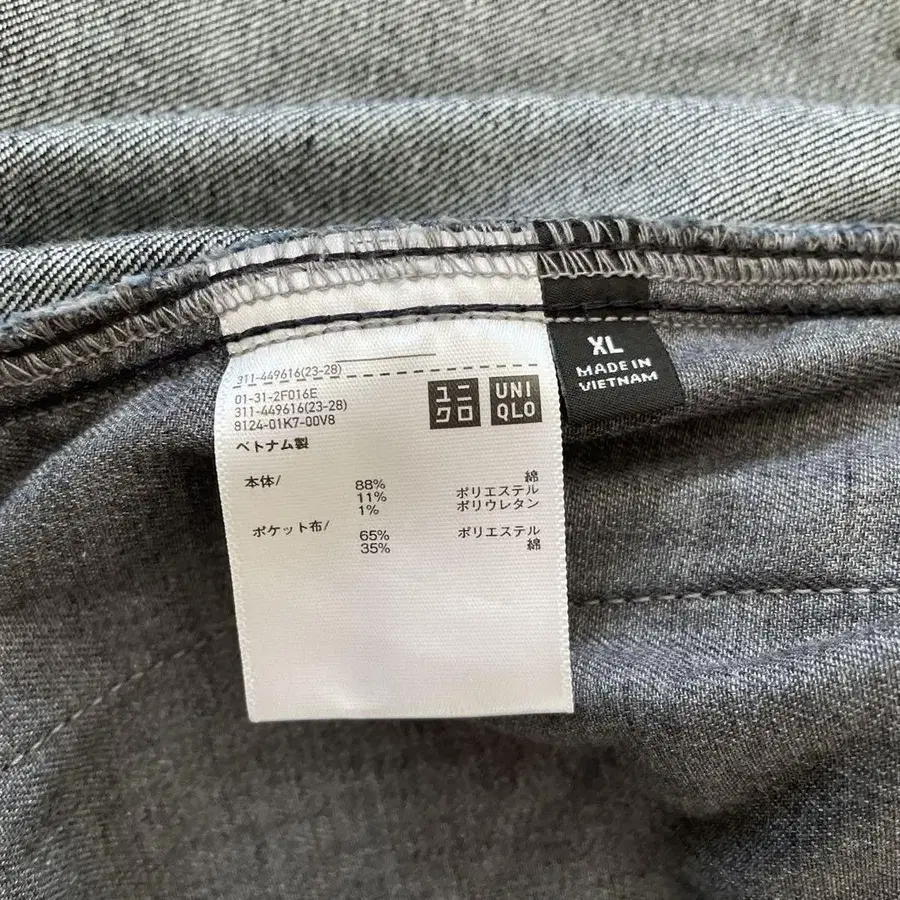 311-449616(23-28)
01-31-2F016E
311-449616(23-28)
8124-01K7-00V8
ベトナム製
ユニ
クロ
UNI
QLO
本体/ 88% 綿
11% ポリエステル
1% ポリウレタン
ポケット布/ 65% ポリエステル
35% 綿
XL
MADE IN
VIETNAM